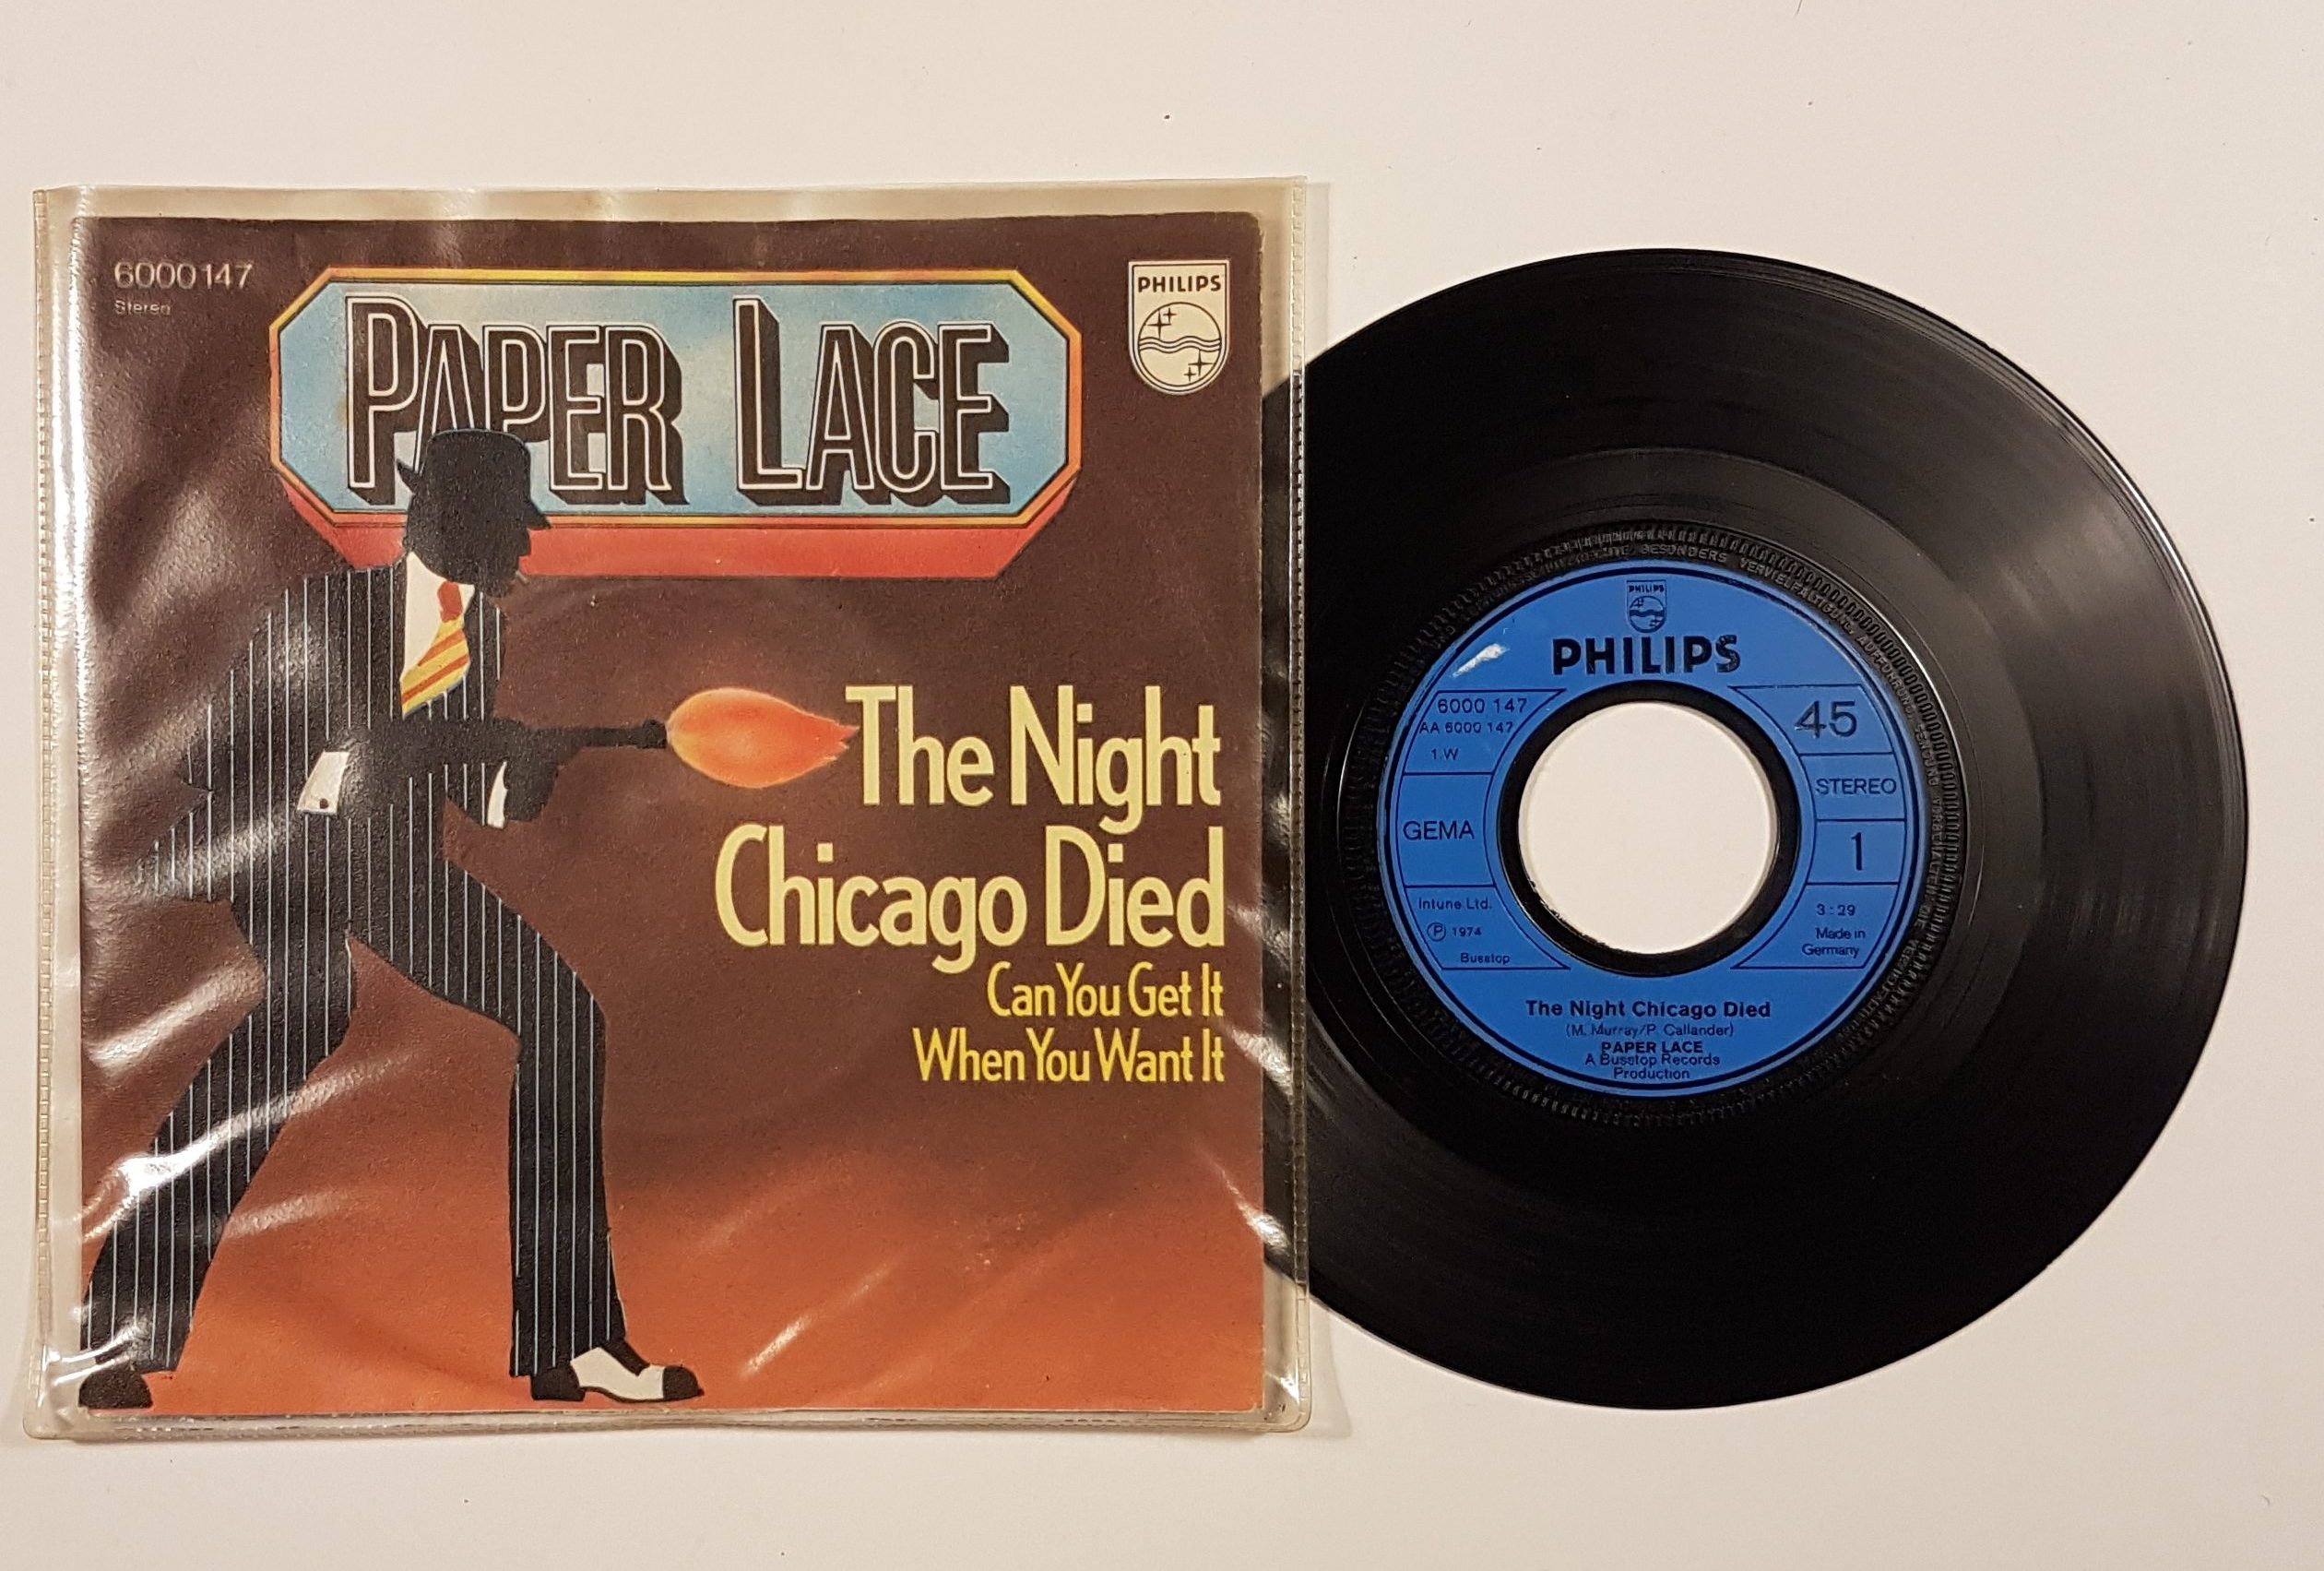 6000 147
Stereo
PAPER LACE
PHILIPS
The Night
Chicago Died
Can You Get It
When You Want It
PHILIPS
PHILIPS
6000 147
AA 6000 147
1.W
GEMA
Intune Ltd.
Ⓟ 1974
Busstop
45
STEREO
1
3:29
Made in
Germany
The Night Chicago Died
(M. Murray/P. Callander)
PAPER LACE
A Busstop Records
Production
BESONDERS